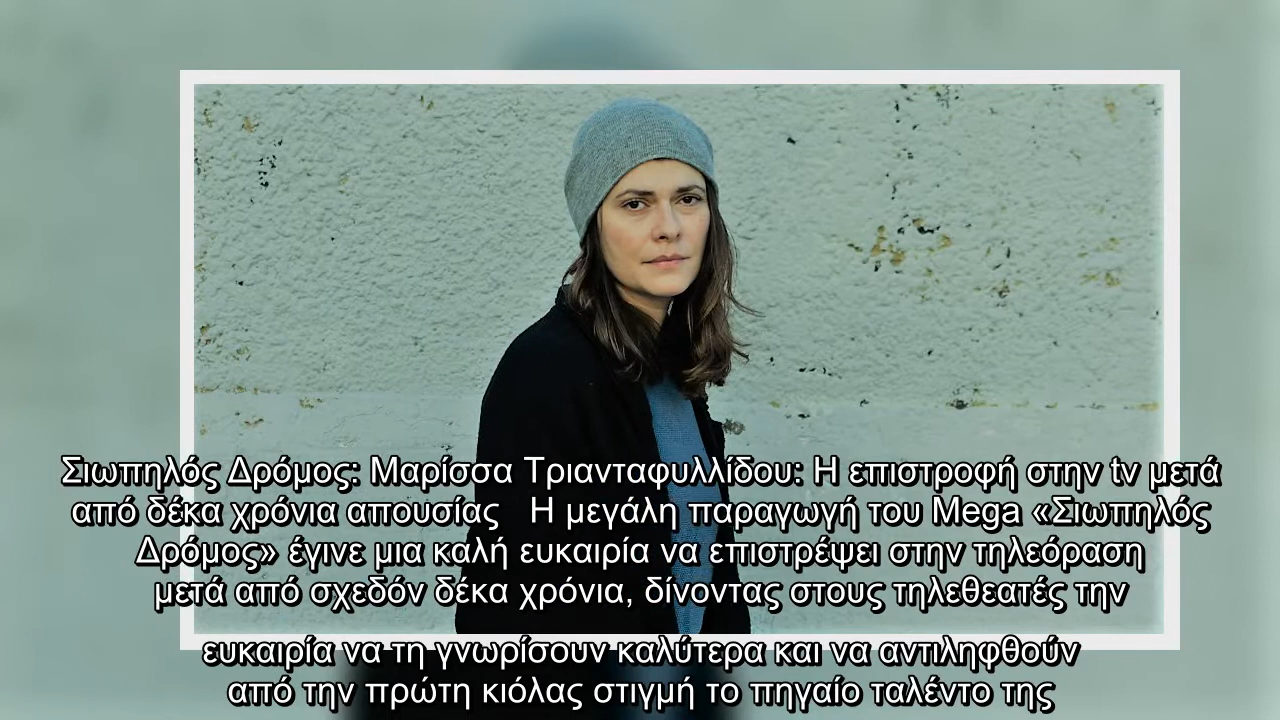 Σιωπηλός Δρόμος: Μαρίσσα Τριανταφυλλίδου: Η επιστροφή στην tv μετά
από δέκα χρόνια απουσίας   Η μεγάλη παραγωγή του Mega «Σιωπηλός
Δρόμος» έγινε μια καλή ευκαιρία να επιστρέψει στην τηλεόραση
μετά από σχεδόν δέκα χρόνια, δίνοντας στους τηλεθεατές την
ευκαιρία να τη γνωρίσουν καλύτερα και να αντιληφθούν
από την πρώτη κιόλας στιγμή το πηγαίο ταλέντο της